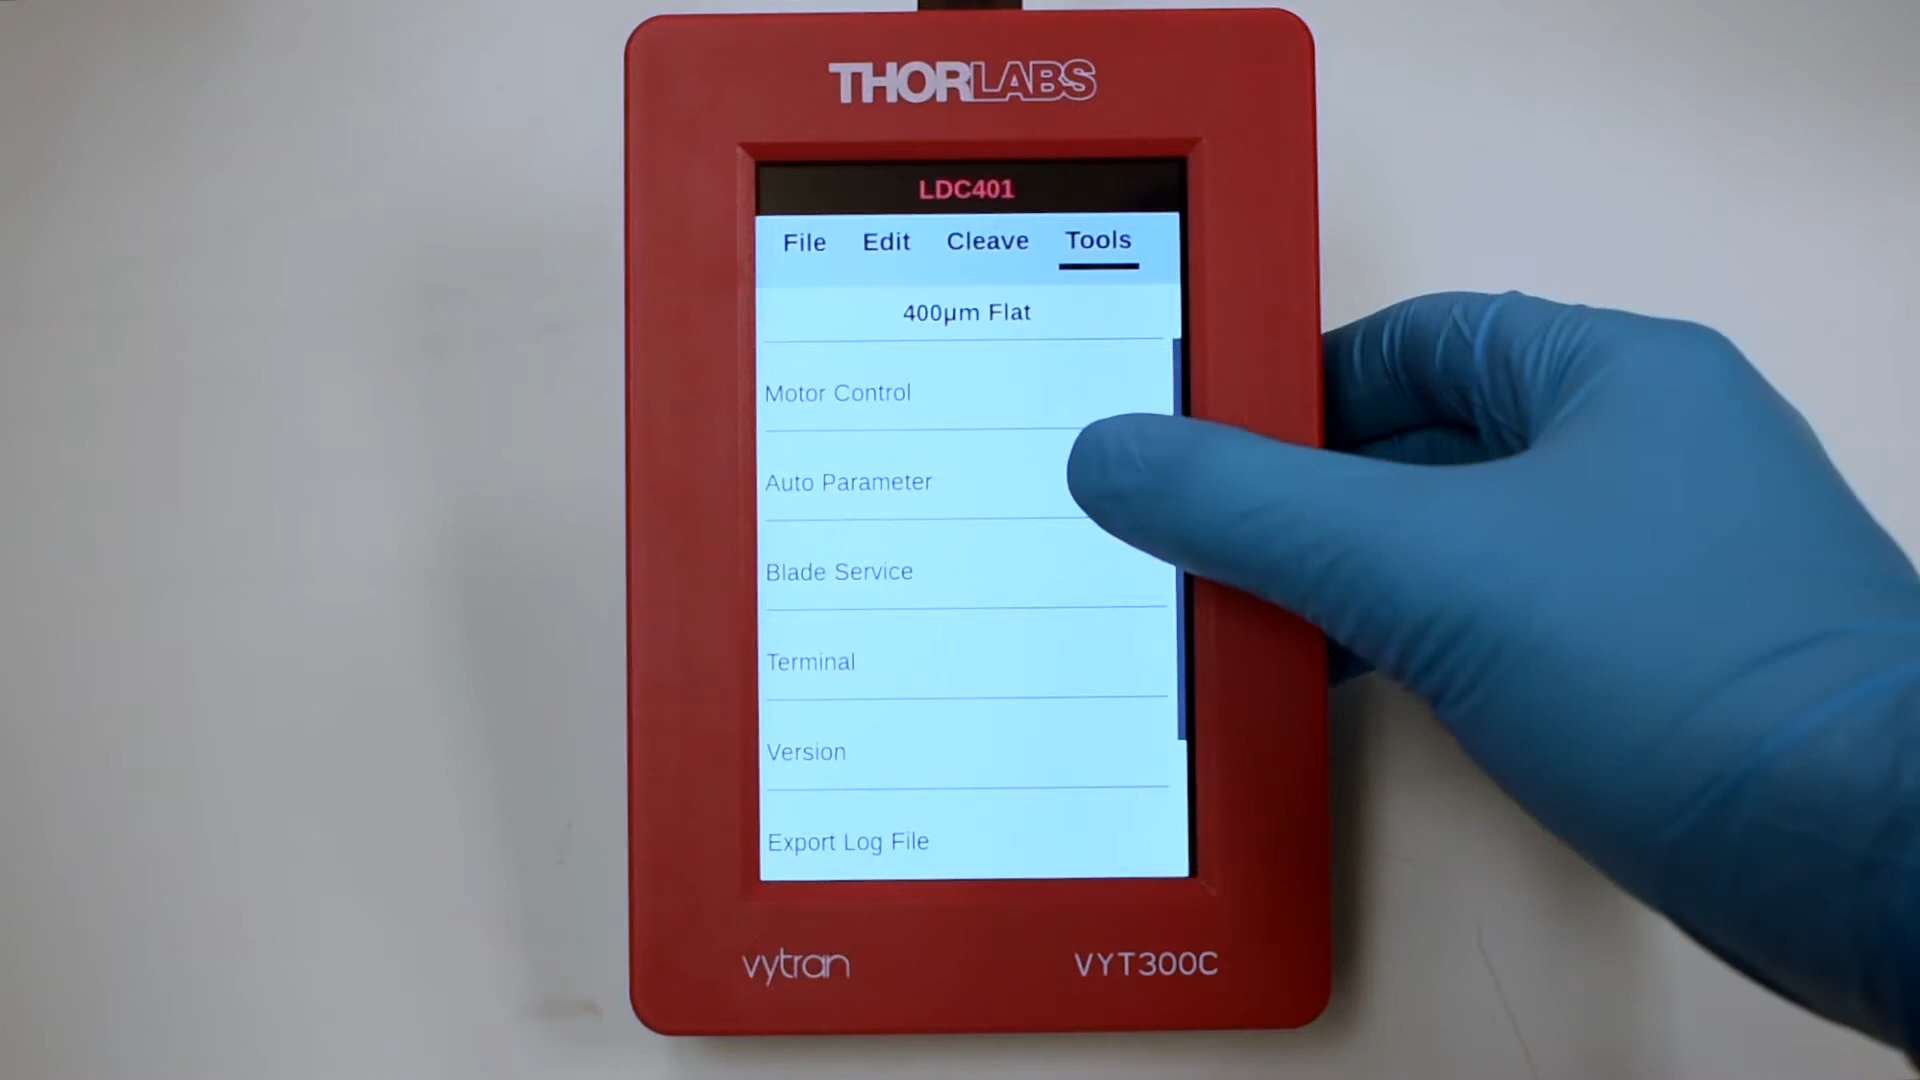 THORLABS
LDC401
File Edit Cleave Tools
400µm Flat
Motor Control
Auto Parameter
Blade Service
Terminal
Version
Export Log File
vytran VYT300C